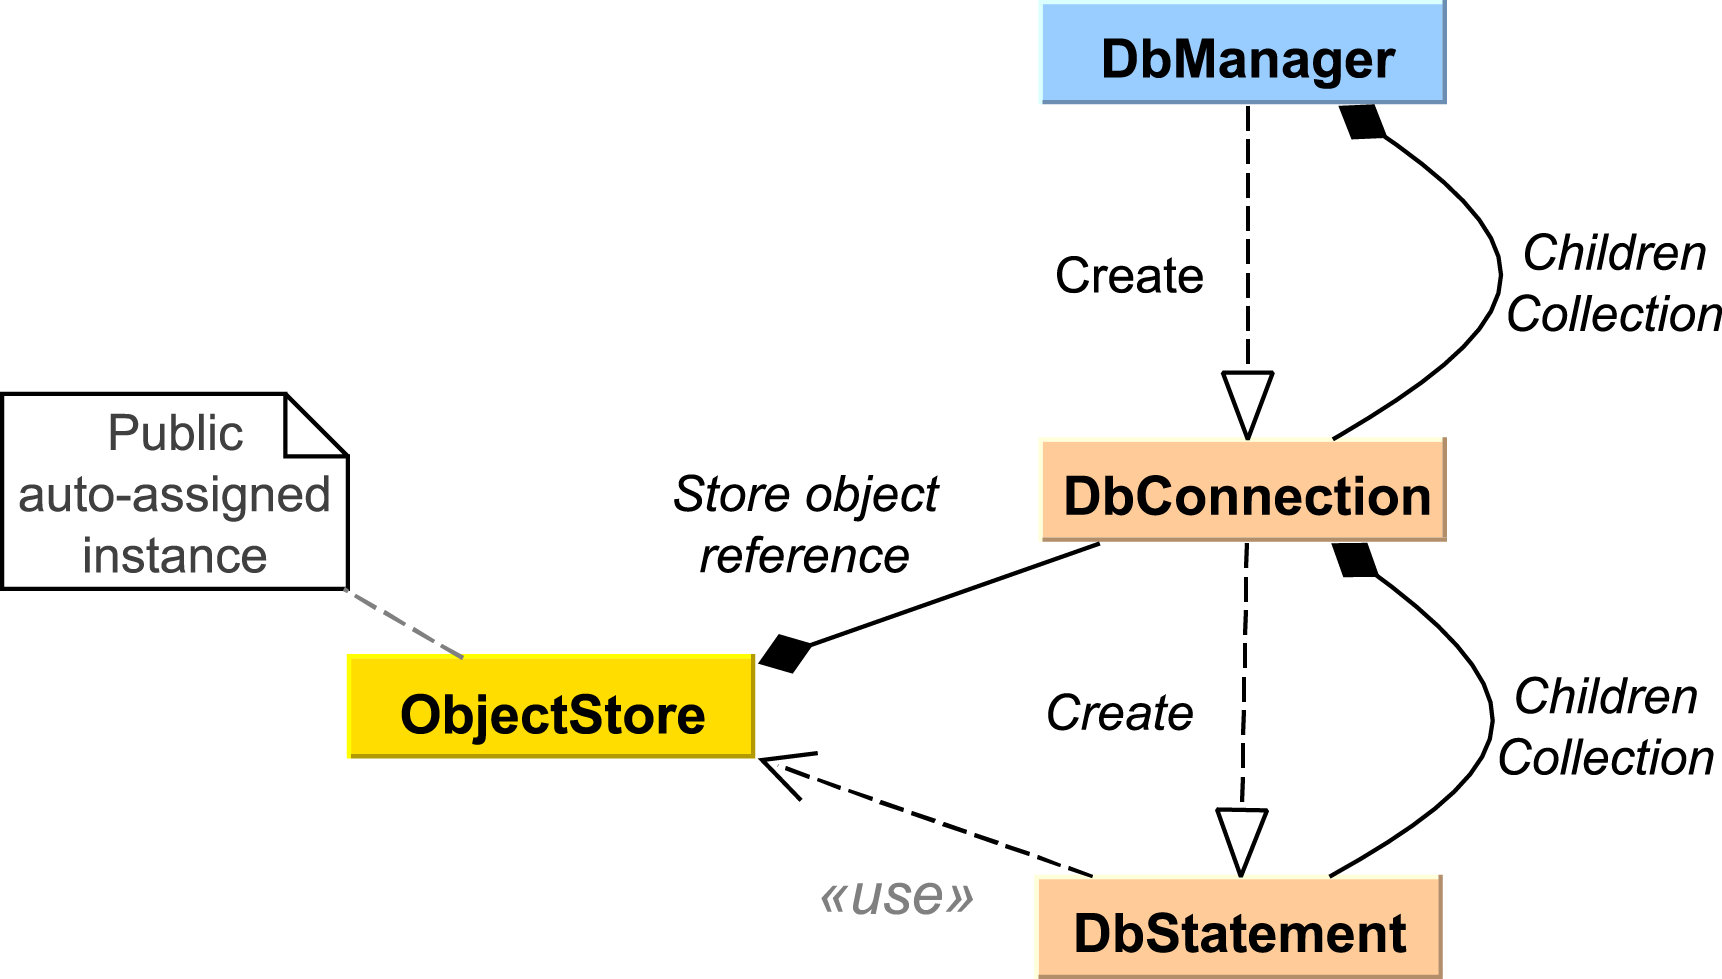 DbManager
Create
Children
Collection
Public
auto-assigned
instance
Store object
reference
DbConnection
ObjectStore
Create
Children
Collection
«use»
DbStatement